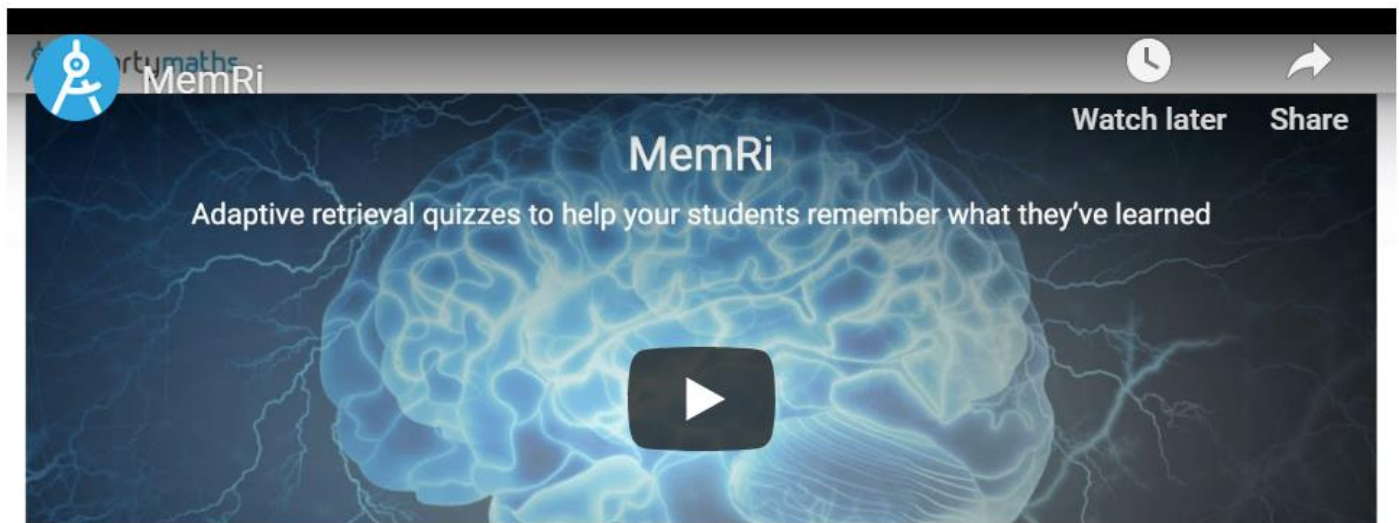 MemRi
Watch later
Share
MemRi
Adaptive retrieval quizzes to help your students remember what they've learned